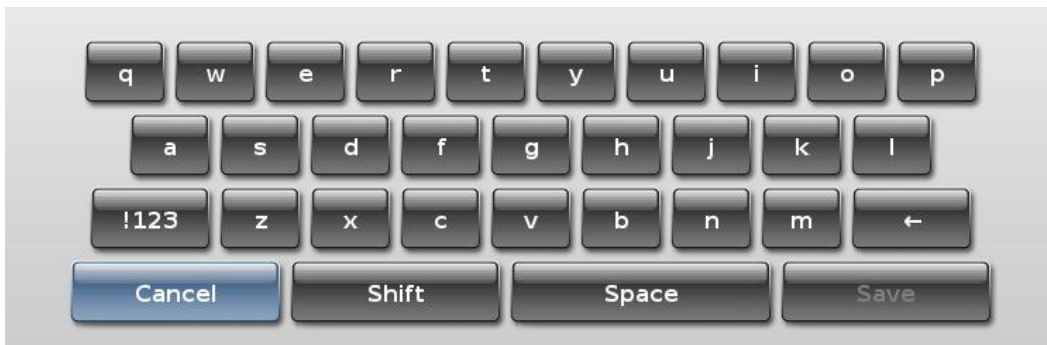 q w e r t y u i o p
a s d f g h j k l
!123 z x c v b n m ←
Cancel Shift Space Save